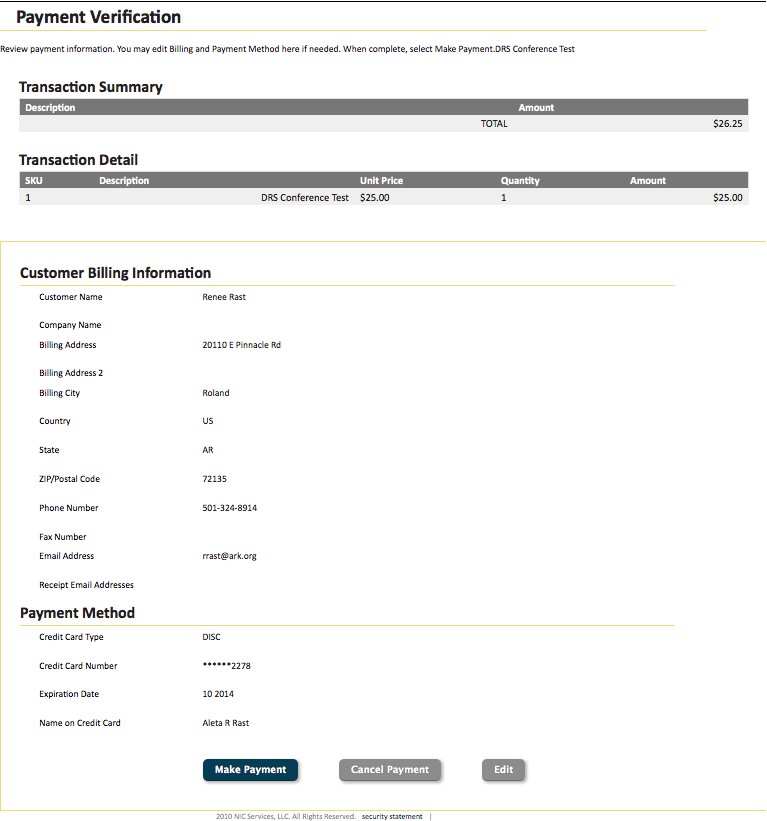 Payment Verification
Review payment information. You may edit Billing and Payment Method here if needed. When complete, select Make Payment.DRS Conference Test
Transaction Summary
Description Amount
TOTAL $26.25
Transaction Detail
SKU Description Unit Price Quantity Amount
1 DRS Conference Test $25.00 1 $25.00
Customer Billing Information
Customer Name Renee Rast
Company Name
Billing Address 20110 E Pinnacle Rd
Billing Address 2
Billing City Roland
Country US
State AR
ZIP/Postal Code 72135
Phone Number 501-324-8914
Fax Number
Email Address rrast@ark.org
Receipt Email Addresses
Payment Method
Credit Card Type DISC
Credit Card Number ******2278
Expiration Date 10 2014
Name on Credit Card Aleta R Rast
Make Payment Cancel Payment Edit
2010 NIC Services, LLC. All Rights Reserved. security statement |